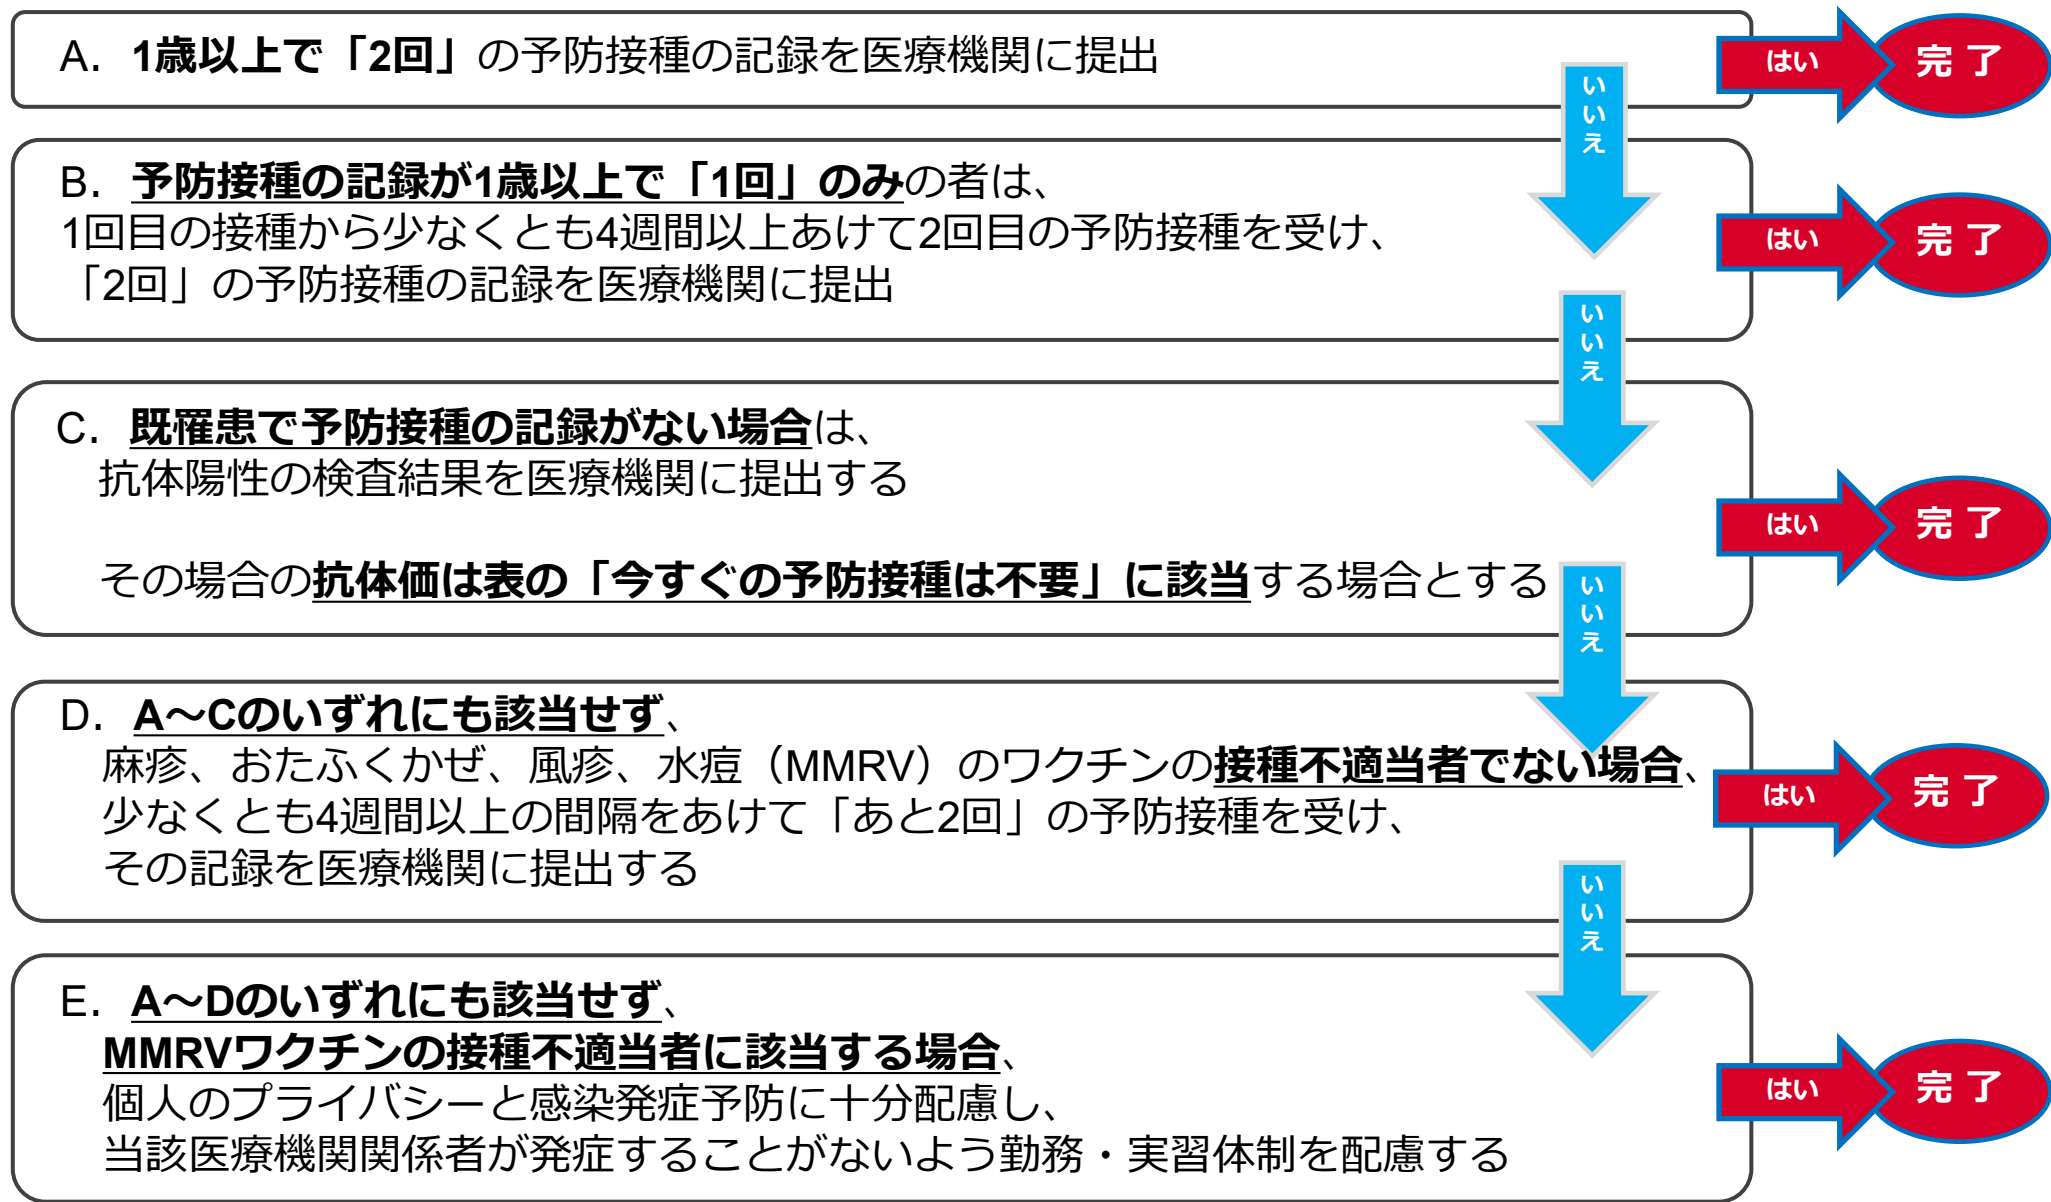 A. 1歳以上で「2回」の予防接種の記録を医療機関に提出
はい
完 了
いいえ
B. 予防接種の記録が1歳以上で「1回」のみの者は、
1回目の接種から少なくとも4週間以上あけて2回目の予防接種を受け、
「2回」の予防接種の記録を医療機関に提出
はい
完 了
いいえ
C. 既罹患で予防接種の記録がない場合は、
抗体陽性の検査結果を医療機関に提出する
その場合の抗体価は表の「今すぐの予防接種は不要」に該当する場合とする
はい
完 了
いいえ
D. A～Cのいずれにも該当せず、
麻疹、おたふくかぜ、風疹、水痘（MMRV）のワクチンの接種不適当者でない場合、
少なくとも4週間以上の間隔をあけて「あと2回」の予防接種を受け、
その記録を医療機関に提出する
はい
完 了
いいえ
E. A～Dのいずれにも該当せず、
MMRVワクチンの接種不適当者に該当する場合、
個人のプライバシーと感染発症予防に十分配慮し、
当該医療機関関係者が発症することがないよう勤務・実習体制を配慮する
はい
完 了